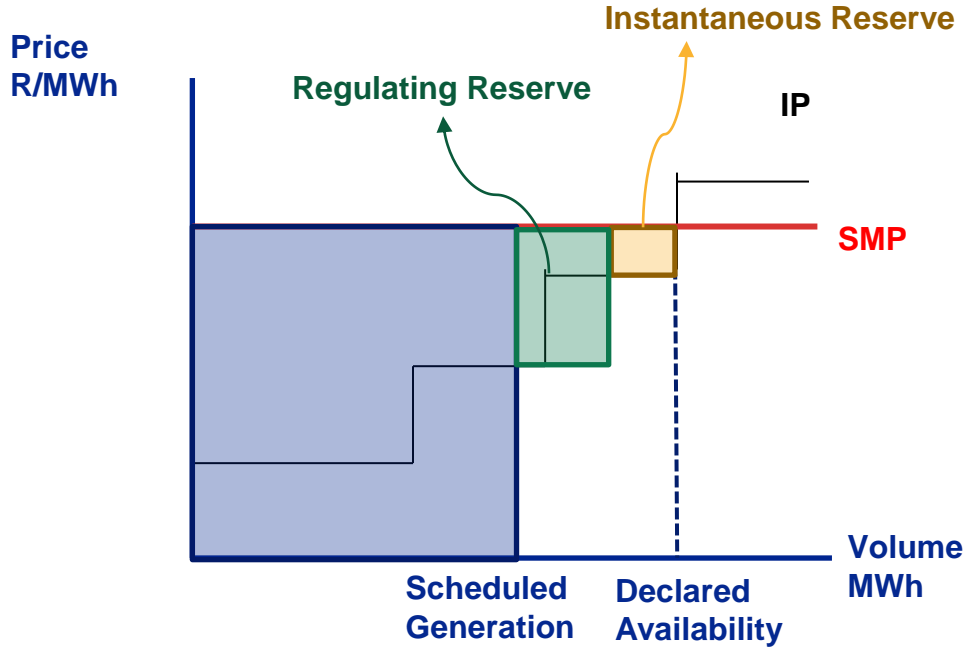 Instantaneous Reserve
Price
R/MWh
Regulating Reserve
IP
SMP
Volume
MWh
Scheduled
Generation
Declared
Availability